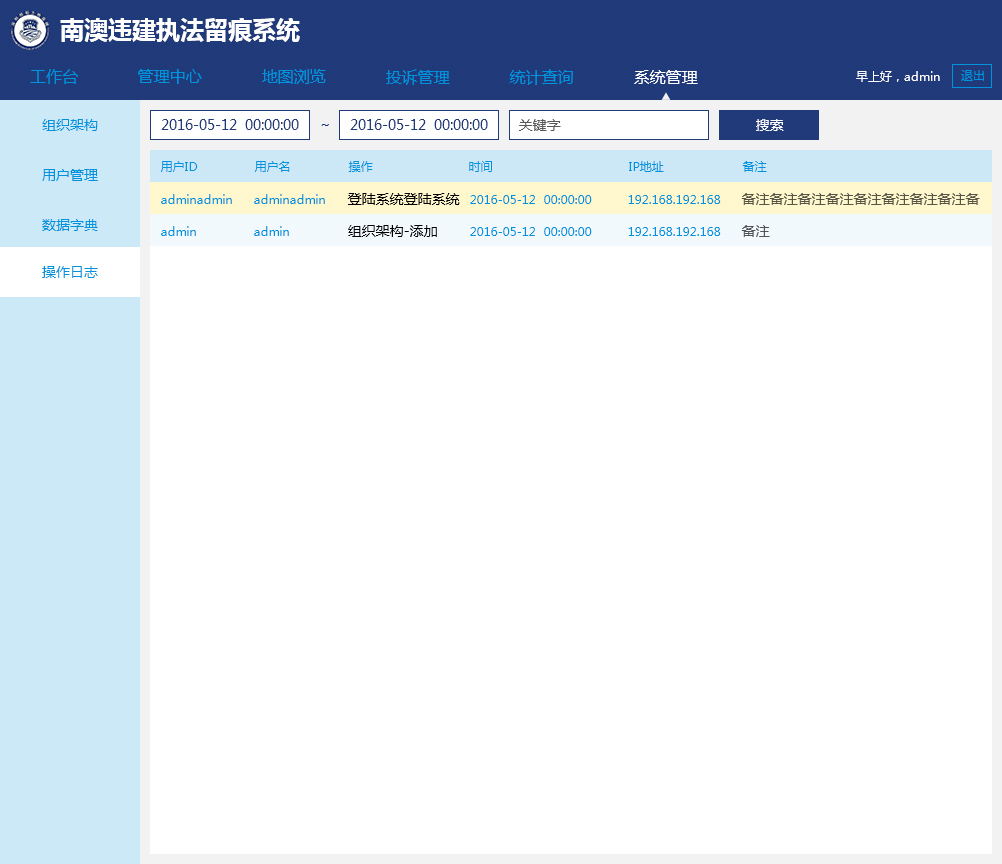 南澳违建执法留痕系统
工作台 管理中心 地图浏览 投诉管理 统计查询 系统管理 早上好，admin 退出
组织架构
用户管理
数据字典
操作日志
2016-05-12 00:00:00 ~ 2016-05-12 00:00:00 关键字 搜索
用户ID 用户名 操作 时间 IP地址 备注
adminadmin adminadmin 登陆系统登陆系统 2016-05-12 00:00:00 192.168.192.168 备注备注备注备注备注备注备注备注备
admin admin 组织架构-添加 2016-05-12 00:00:00 192.168.192.168 备注